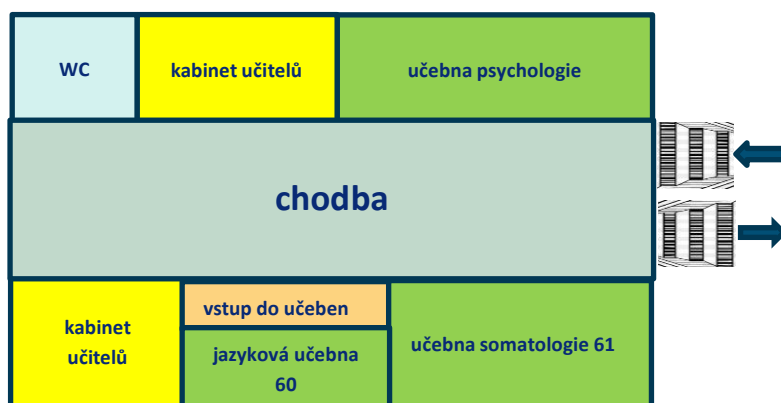 WC
kabinet učitelů
učebna psychologie
chodba
kabinet
učitelů
vstup do učeben
jazyková učebna
60
učebna somatologie 61